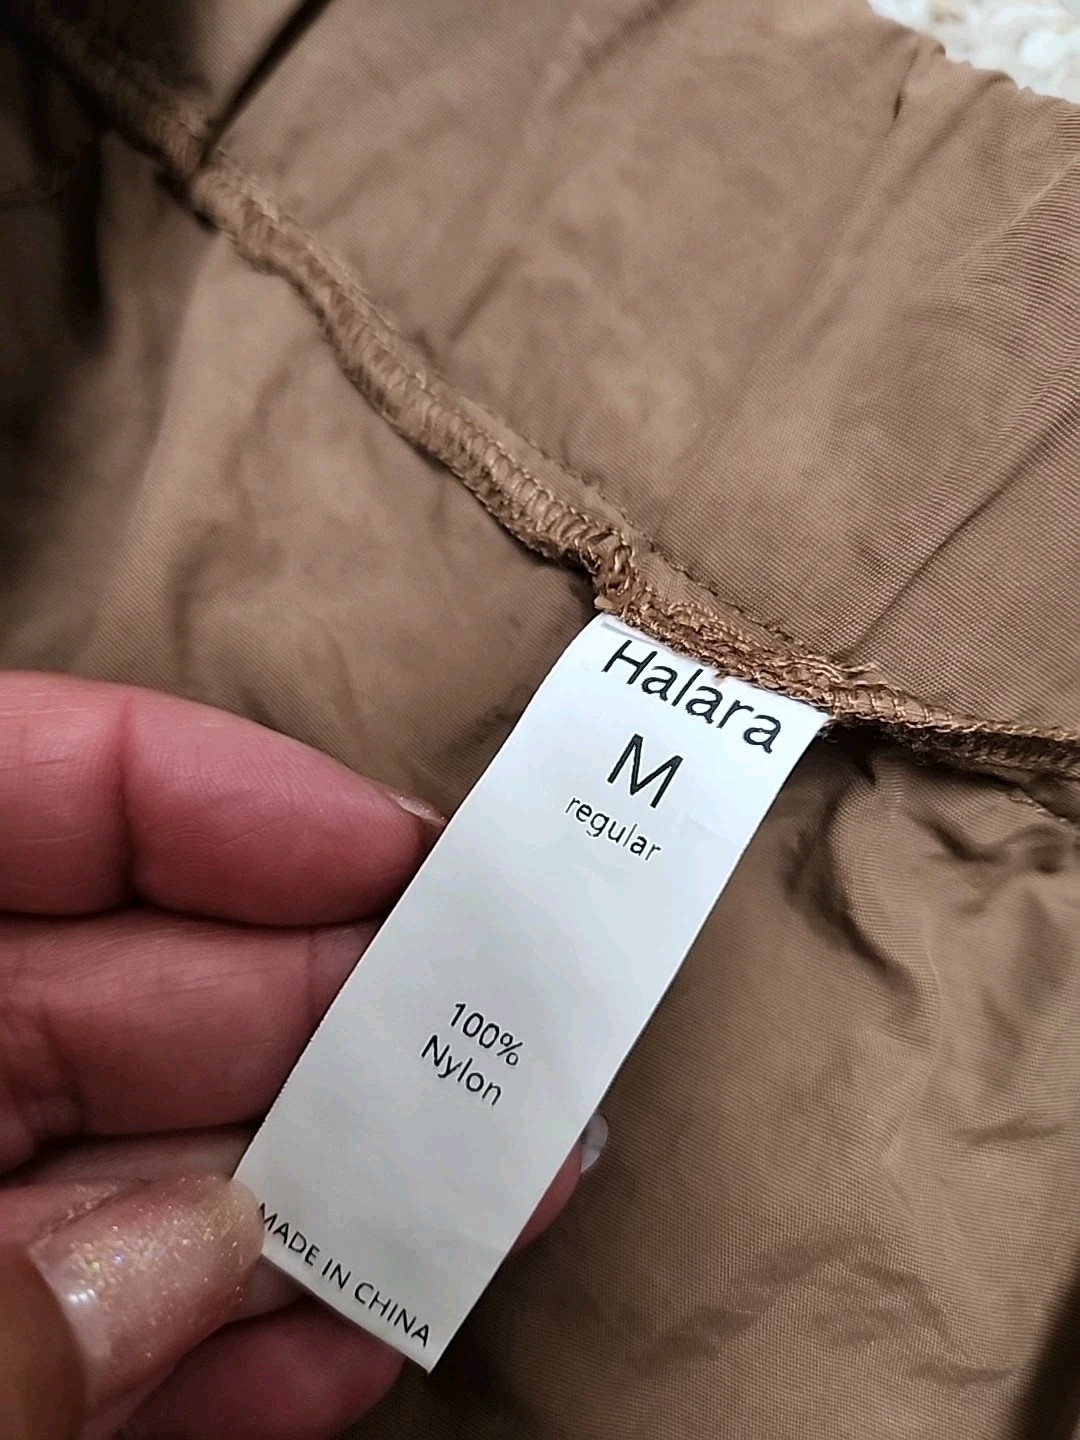 Halara
M
regular
100%
Nylon
MADE IN CHINA